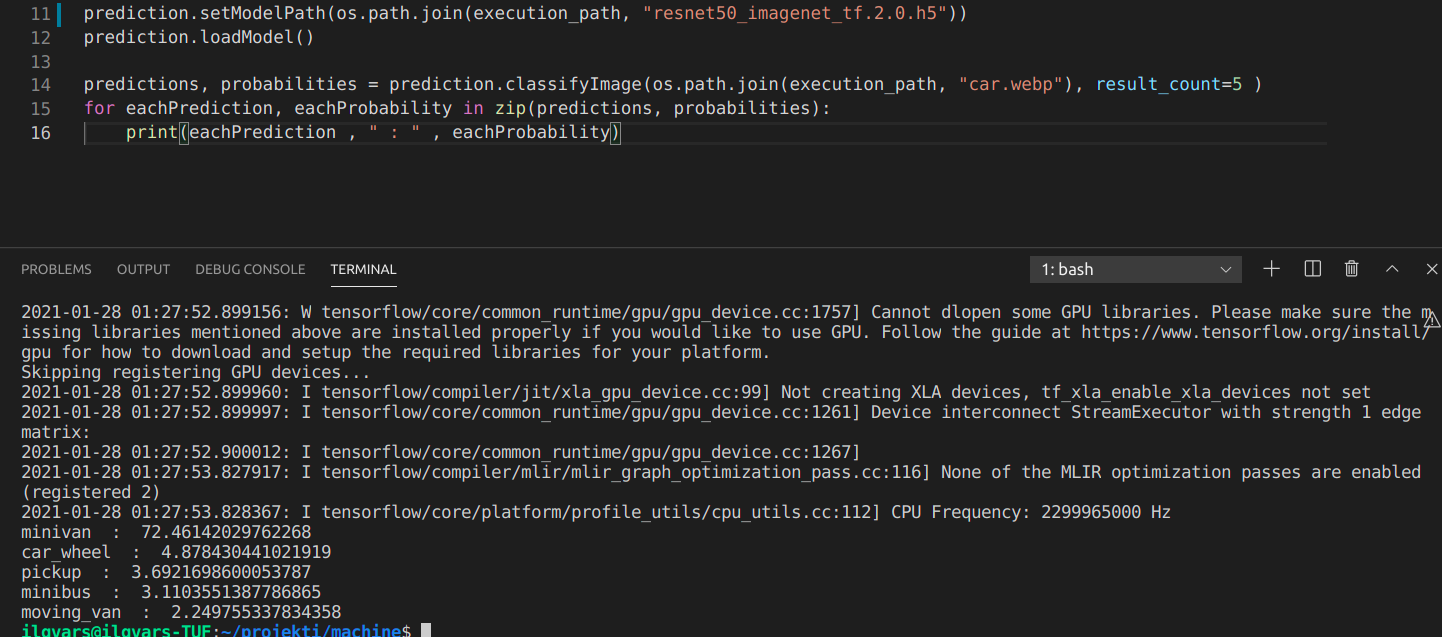 11 prediction.setModelPath(os.path.join(execution_path, "resnet50_imagenet_tf.2.0.h5"))
12 prediction.loadModel()
13
14 predictions, probabilities = prediction.classifyImage(os.path.join(execution_path, "car.webp"), result_count=5 )
15 for eachPrediction, eachProbability in zip(predictions, probabilities):
16     print(eachPrediction , " : " , eachProbability)
PROBLEMS OUTPUT DEBUG CONSOLE TERMINAL 1: bash
2021-01-28 01:27:52.899156: W tensorflow/core/common_runtime/gpu/gpu_device.cc:1757] Cannot dlopen some GPU libraries. Please make sure the m
issing libraries mentioned above are installed properly if you would like to use GPU. Follow the guide at https://www.tensorflow.org/install/
gpu for how to download and setup the required libraries for your platform.
Skipping registering GPU devices...
2021-01-28 01:27:52.899960: I tensorflow/compiler/jit/xla_gpu_device.cc:99] Not creating XLA devices, tf_xla_enable_xla_devices not set
2021-01-28 01:27:52.899997: I tensorflow/core/common_runtime/gpu/gpu_device.cc:1261] Device interconnect StreamExecutor with strength 1 edge
matrix:
2021-01-28 01:27:52.900012: I tensorflow/core/common_runtime/gpu/gpu_device.cc:1267]
2021-01-28 01:27:53.827917: I tensorflow/compiler/mlir/mlir_graph_optimization_pass.cc:116] None of the MLIR optimization passes are enabled
(registered 2)
2021-01-28 01:27:53.828367: I tensorflow/core/platform/profile_utils/cpu_utils.cc:112] CPU Frequency: 2299965000 Hz
minivan  :  72.46142029762268
car_wheel  :  4.878430441021919
pickup  :  3.6921698600053787
minibus  :  3.1103551387786865
moving_van  :  2.249755337834358
ilgvars@ilgvars-TUF:~/projekti/machine$